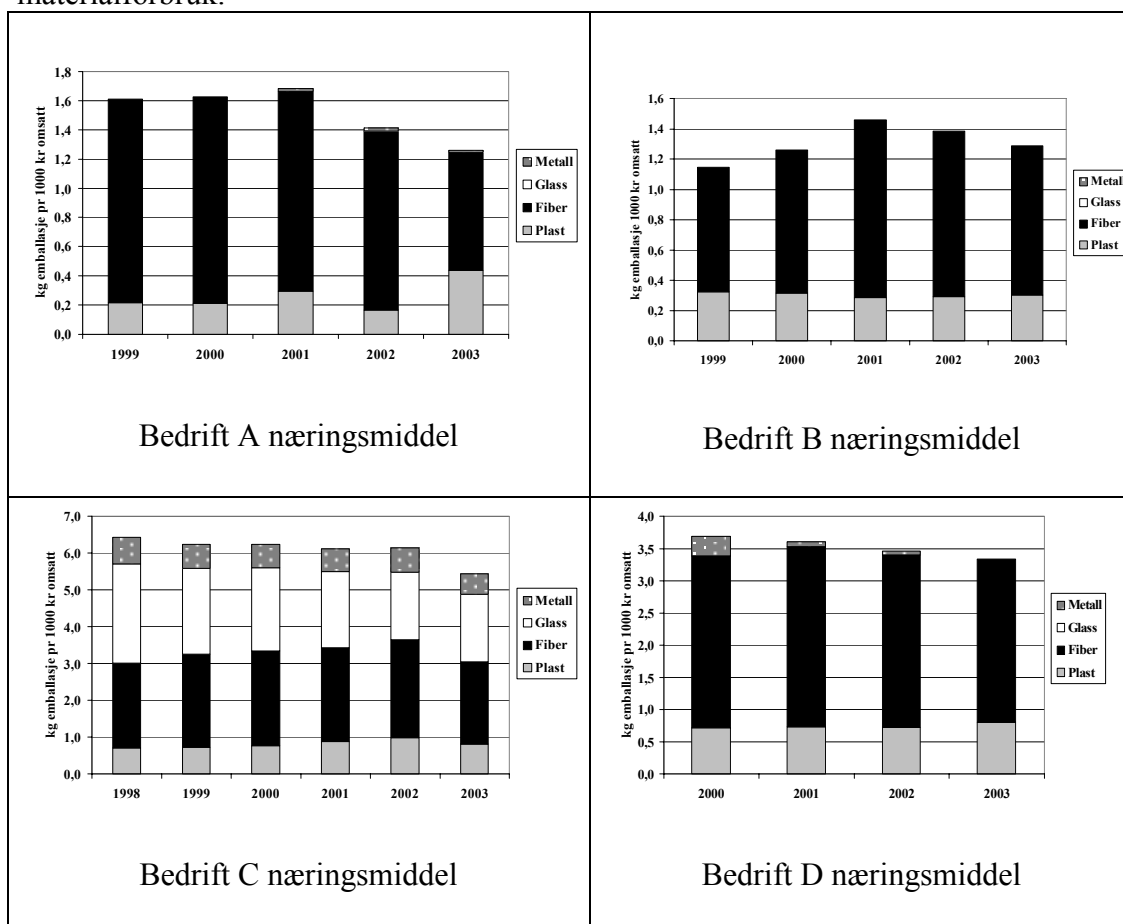 materialforbruk.
kg emballasje pr 1000 kr omsatt
1,8
1,6
1,4
1,2
1,0
0,8
0,6
0,4
0,2
0,0
1999 2000 2001 2002 2003
Metall
Glass
Fiber
Plast
Bedrift A næringsmiddel
kg emballasje 1000 kr omsatt
1,6
1,4
1,2
1,0
0,8
0,6
0,4
0,2
0,0
1999 2000 2001 2002 2003
Metall
Glass
Fiber
Plast
Bedrift B næringsmiddel
kg emballasje pr 1000 kr omsatt
7,0
6,0
5,0
4,0
3,0
2,0
1,0
0,0
1998 1999 2000 2001 2002 2003
Metall
Glass
Fiber
Plast
Bedrift C næringsmiddel
kg emballasje pr 1000 kr omsatt
4,0
3,5
3,0
2,5
2,0
1,5
1,0
0,5
0,0
2000 2001 2002 2003
Metall
Glass
Fiber
Plast
Bedrift D næringsmiddel